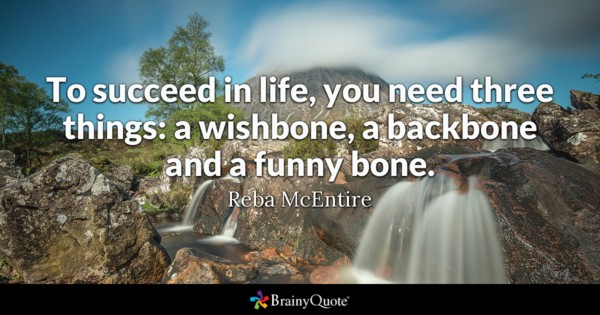 To succeed in life, you need three
things: a wishbone, a backbone
and a funny bone.
Reba McEntire
BrainyQuote®